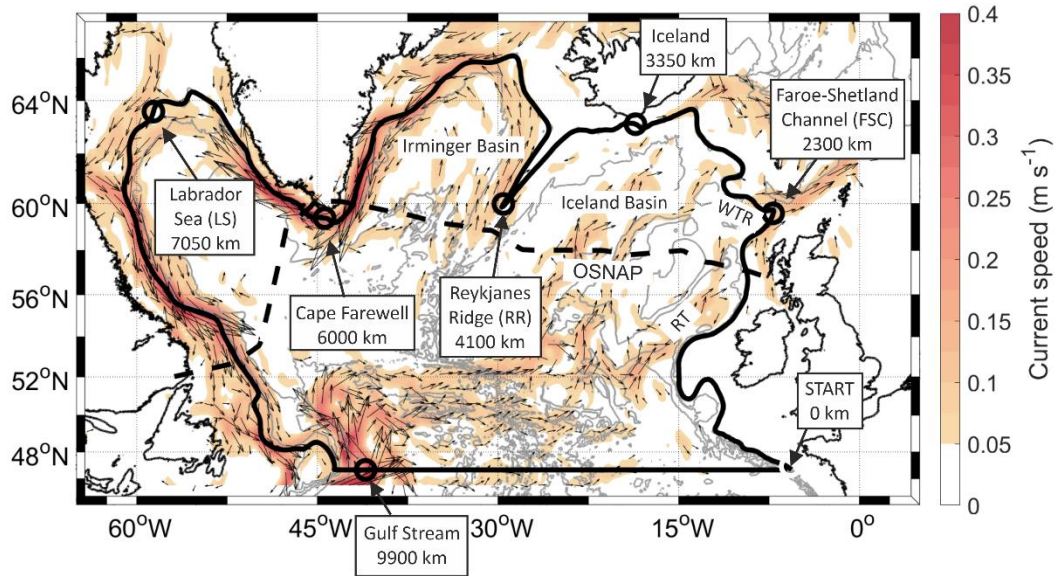 Iceland
3350 km
Faroe-Shetland
Channel (FSC)
2300 km
64°N
60°N
56°N
52°N
48°N
Irminger Basin
Labrador
Sea (LS)
7050 km
Iceland Basin
WTR
OSNAP
Cape Farewell
6000 km
Reykjanes
Ridge (RR)
4100 km
RT
START
0 km
60°W
45°W
30°W
15°W
0°
Gulf Stream
9900 km
0.4
0.35
0.3
0.25
0.2
0.15
0.1
0.05
0
Current speed (m s⁻¹)